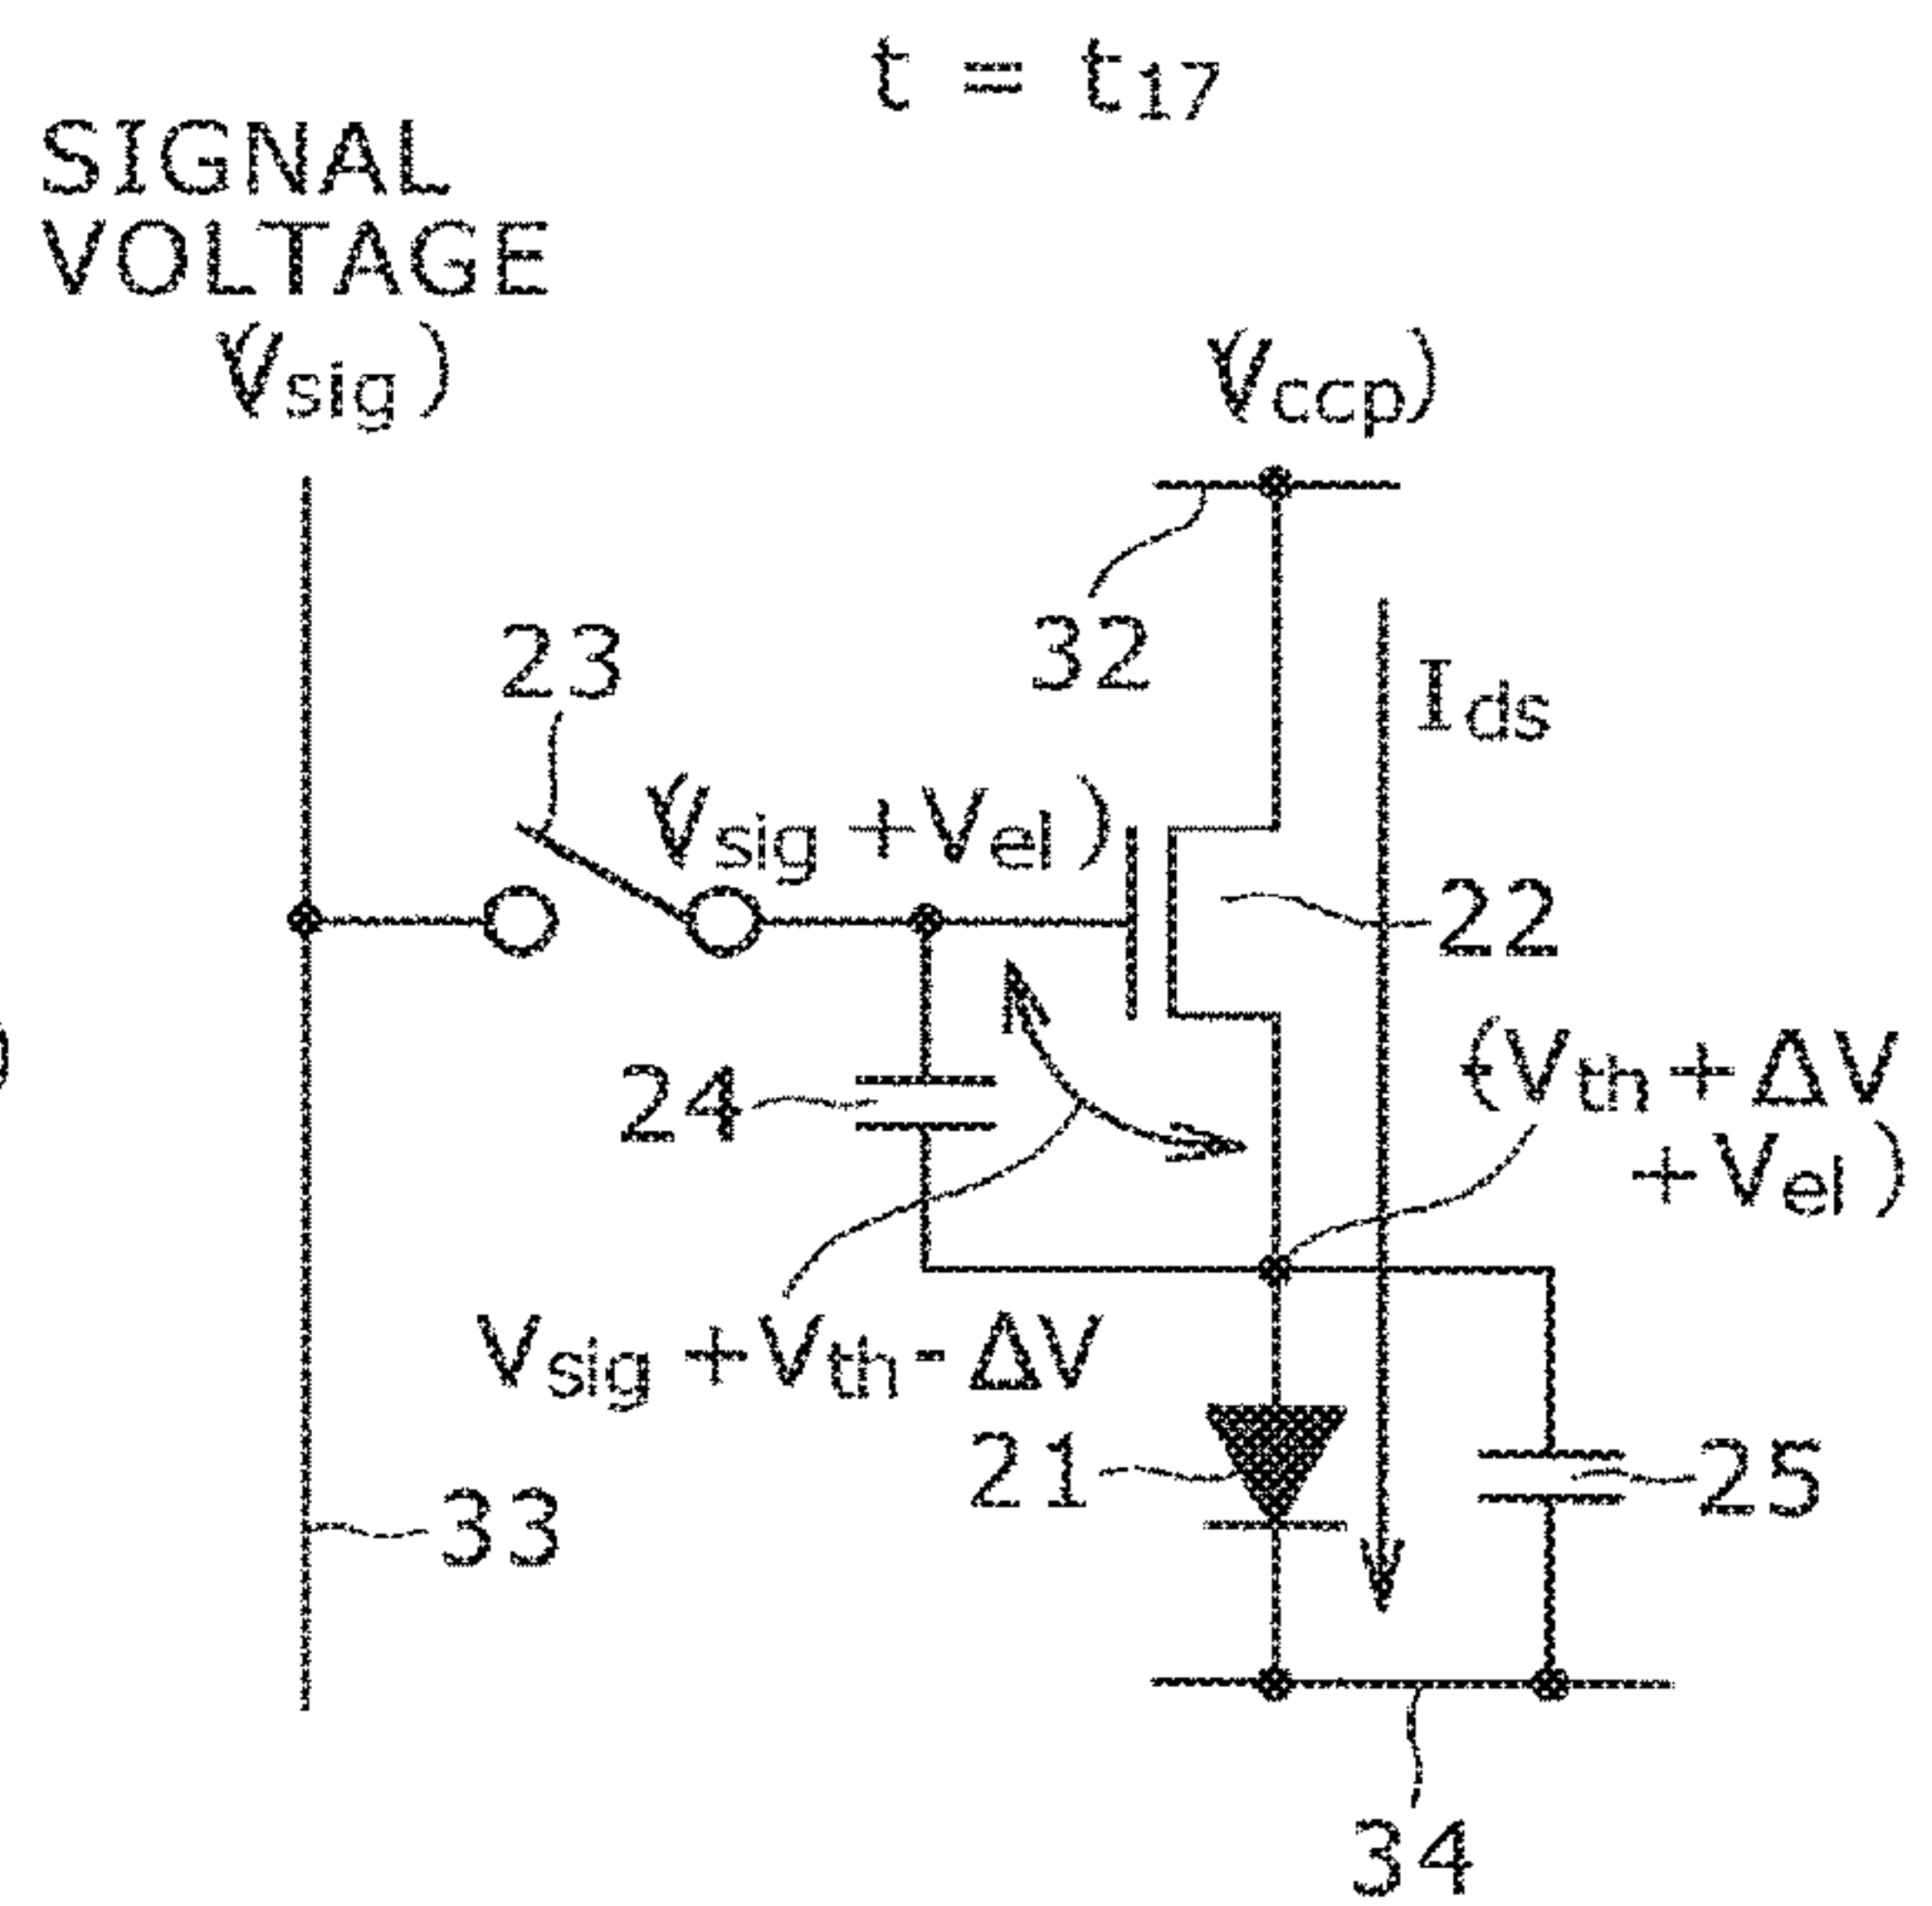 t = t17
SIGNAL
VOLTAGE
(Vsig)
(Vccp)
23
32
Ids
(Vsig+Vel)
22
24
(-Vth+ΔV
+Vel)
Vsig+Vth-ΔV
21
25
33
34